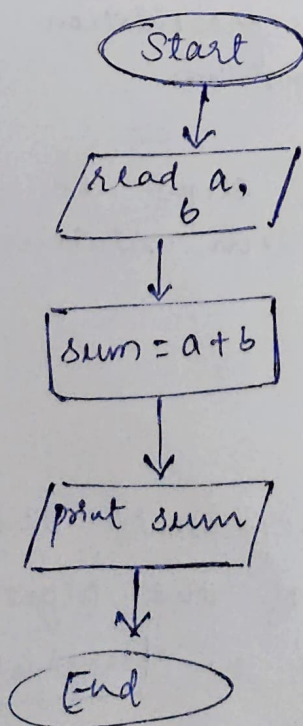 Start
read a,
b
sum = a + b
print sum
End